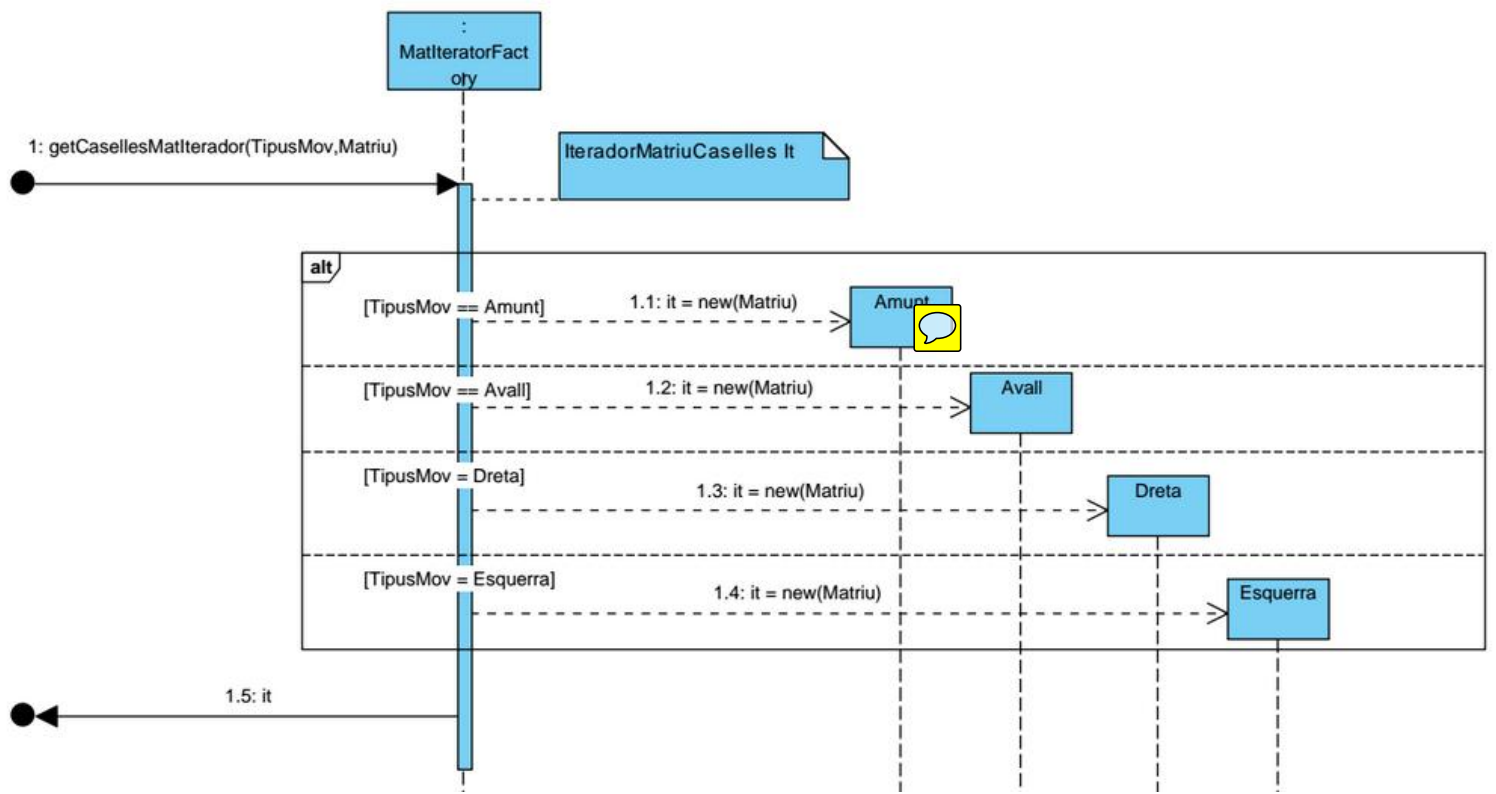 :
MatIteratorFact
ory
1: getCasellesMatIterador(TipusMov,Matriu)
IteradorMatriuCaselles It
alt
[TipusMov == Amunt]
1.1: it = new(Matriu)
Amunt
[TipusMov == Avall]
1.2: it = new(Matriu)
Avall
[TipusMov = Dreta]
1.3: it = new(Matriu)
Dreta
[TipusMov = Esquerra]
1.4: it = new(Matriu)
Esquerra
1.5: it